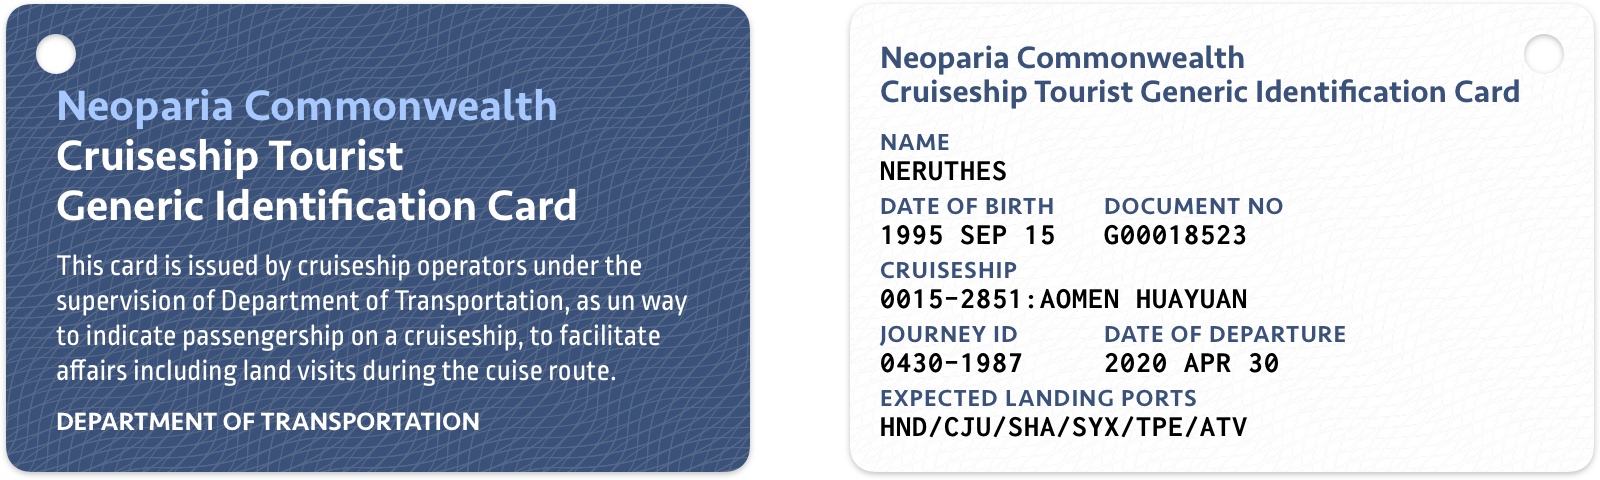 Neoparia Commonwealth
Cruiseship Tourist
Generic Identification Card
This card is issued by cruiseship operators under the
supervision of Department of Transportation, as un way
to indicate passengership on a cruiseship, to facilitate
affairs including land visits during the cuise route.
DEPARTMENT OF TRANSPORTATION
Neoparia Commonwealth
Cruiseship Tourist Generic Identification Card
NAME
NERUTHES
DATE OF BIRTH DOCUMENT NO
1995 SEP 15 G00018523
CRUISESHIP
0015-2851:AOMEN HUAYUAN
JOURNEY ID DATE OF DEPARTURE
0430-1987 2020 APR 30
EXPECTED LANDING PORTS
HND/CJU/SHA/SYX/TPE/ATV